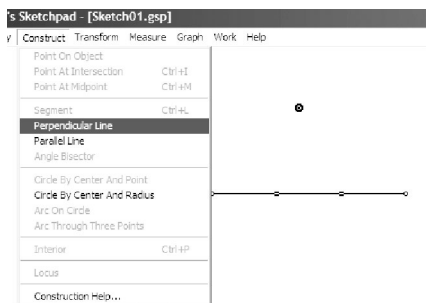 's Sketchpad - [Sketch01.gsp]
y Construct Transform Measure Graph Work Help
Point On Object
Point At Intersection Ctrl+I
Point At Midpoint Ctrl+M
Segment Ctrl+L
Perpendicular Line
Parallel Line
Angle Bisector
Circle By Center And Point
Circle By Center And Radius
Arc On Circle
Arc Through Three Points
Interior Ctrl+P
Locus
Construction Help...